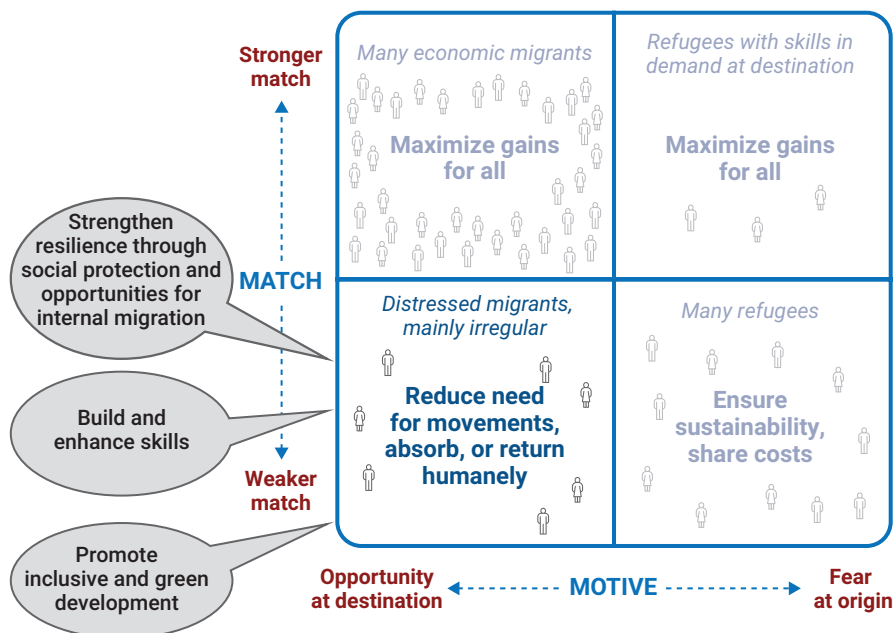 Stronger
match
Many economic migrants
Maximize gains
for all
Refugees with skills in
demand at destination
Maximize gains
for all
Strengthen
resilience through
social protection and
opportunities for
internal migration
MATCH
Distressed migrants,
mainly irregular
Reduce need
for movements,
absorb, or return
humanely
Many refugees
Ensure
sustainability,
share costs
Build and
enhance skills
Weaker
match
Promote
inclusive and green
development
Opportunity
at destination
MOTIVE
Fear
at origin